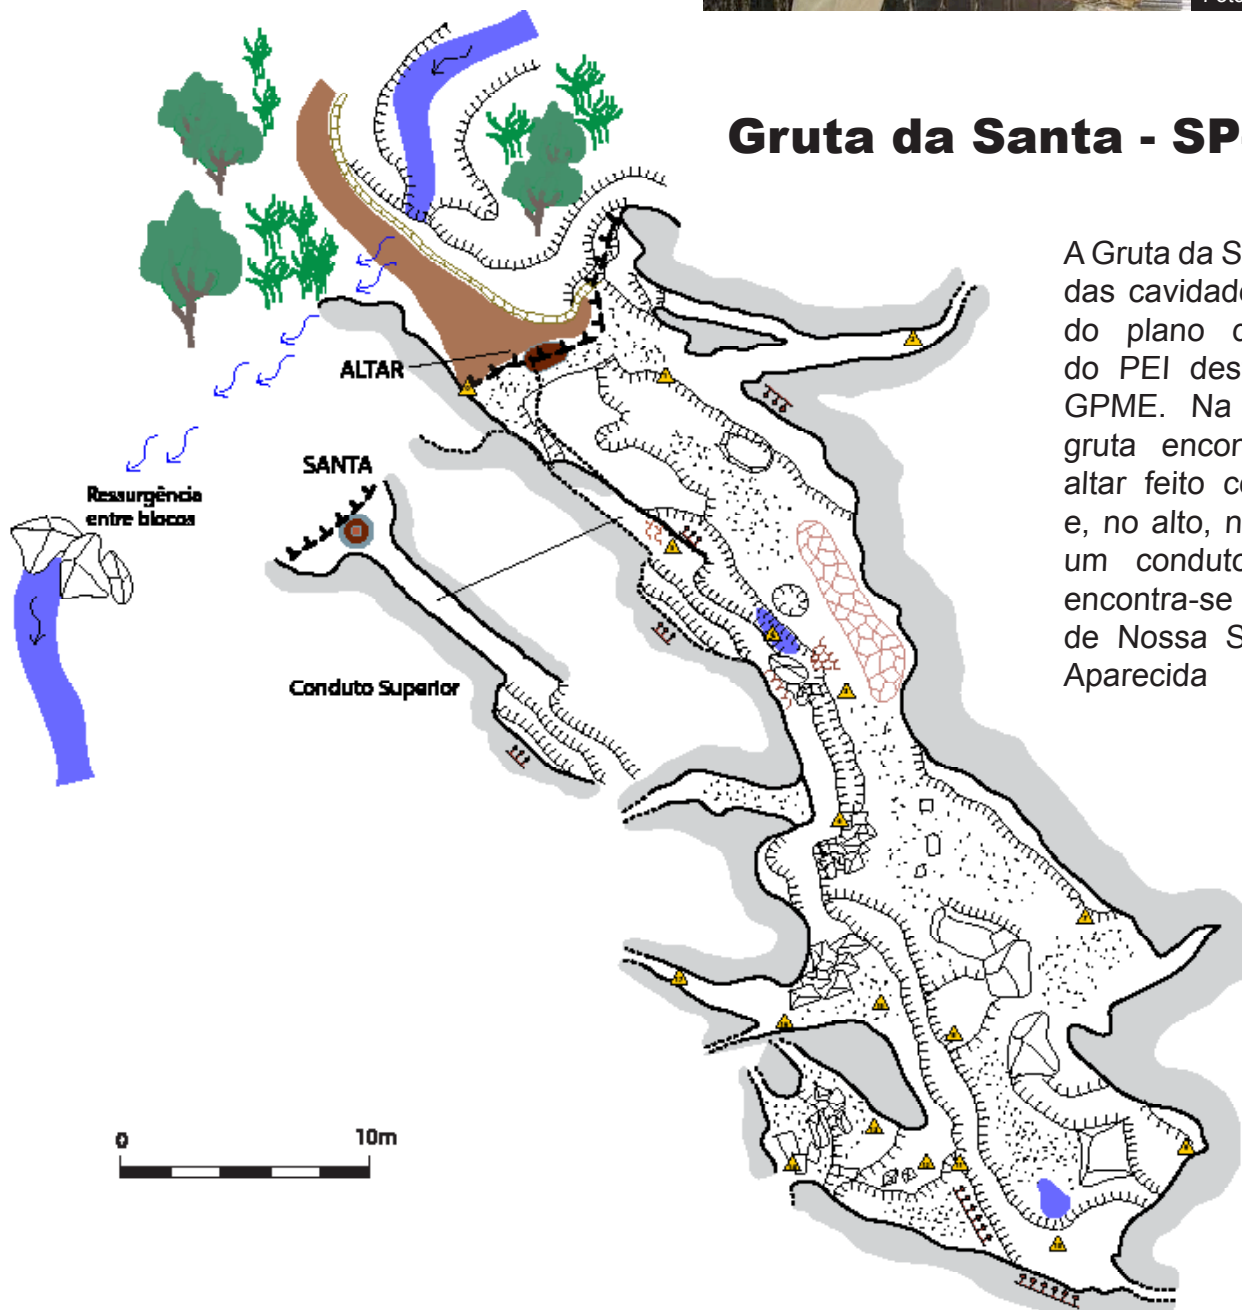 Gruta da Santa - SP
A Gruta da S
das cavidad
do plano
do PEI des
GPME. Na
gruta encon
altar feito c
e, no alto, n
um conduto
encontra-se
de Nossa S
Aparecida
ALTAR
SANTA
Ressurgência
entre blocos
Conduto Superior
0 10m